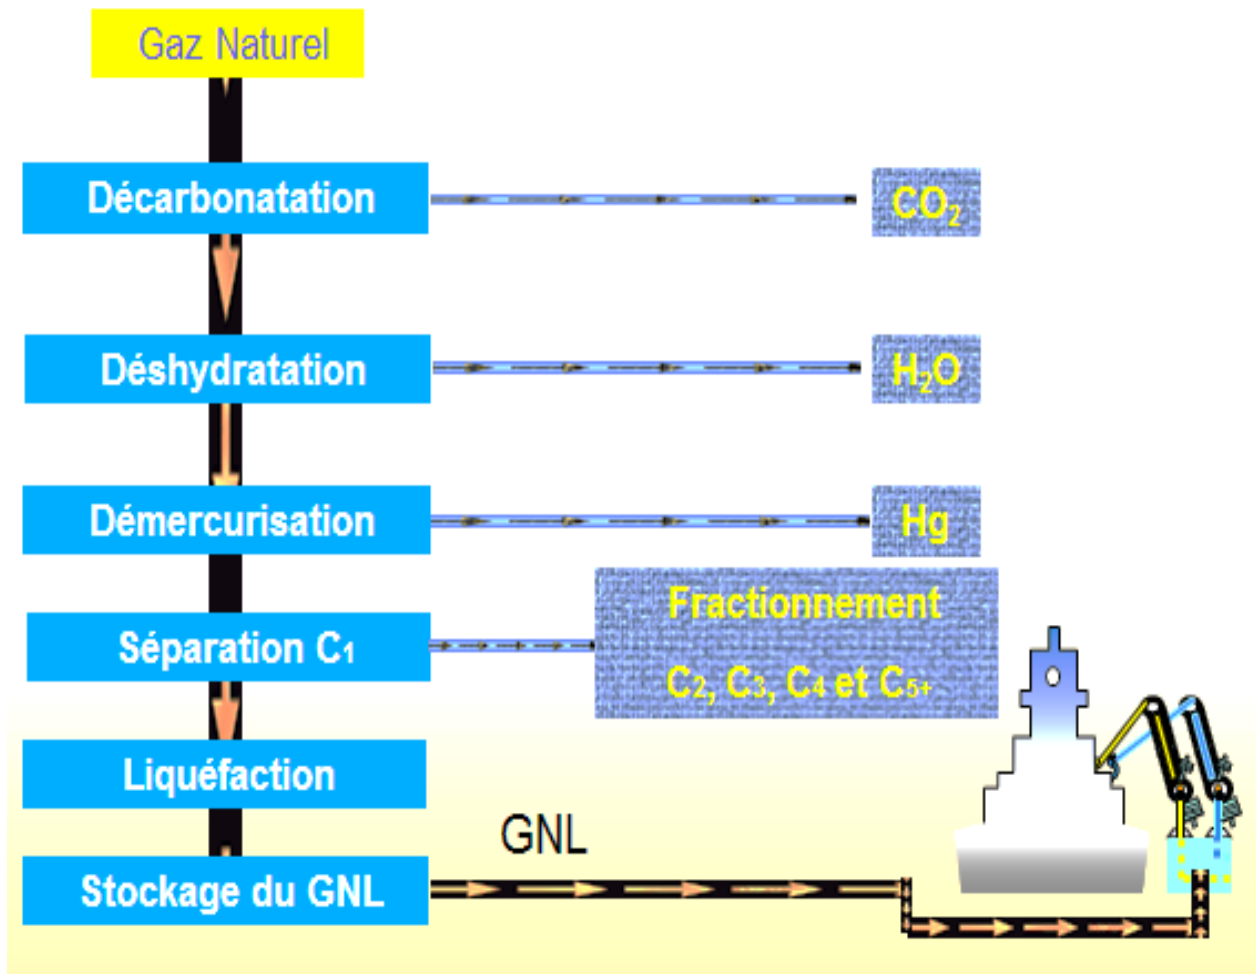 Gaz Naturel
Décarbonatation
CO₂
Déshydratation
H₂O
Démercurisation
Hg
Séparation C₁
Fractionnement
C₂, C₃, C₄ et C₅₊
Liquéfaction
GNL
Stockage du GNL